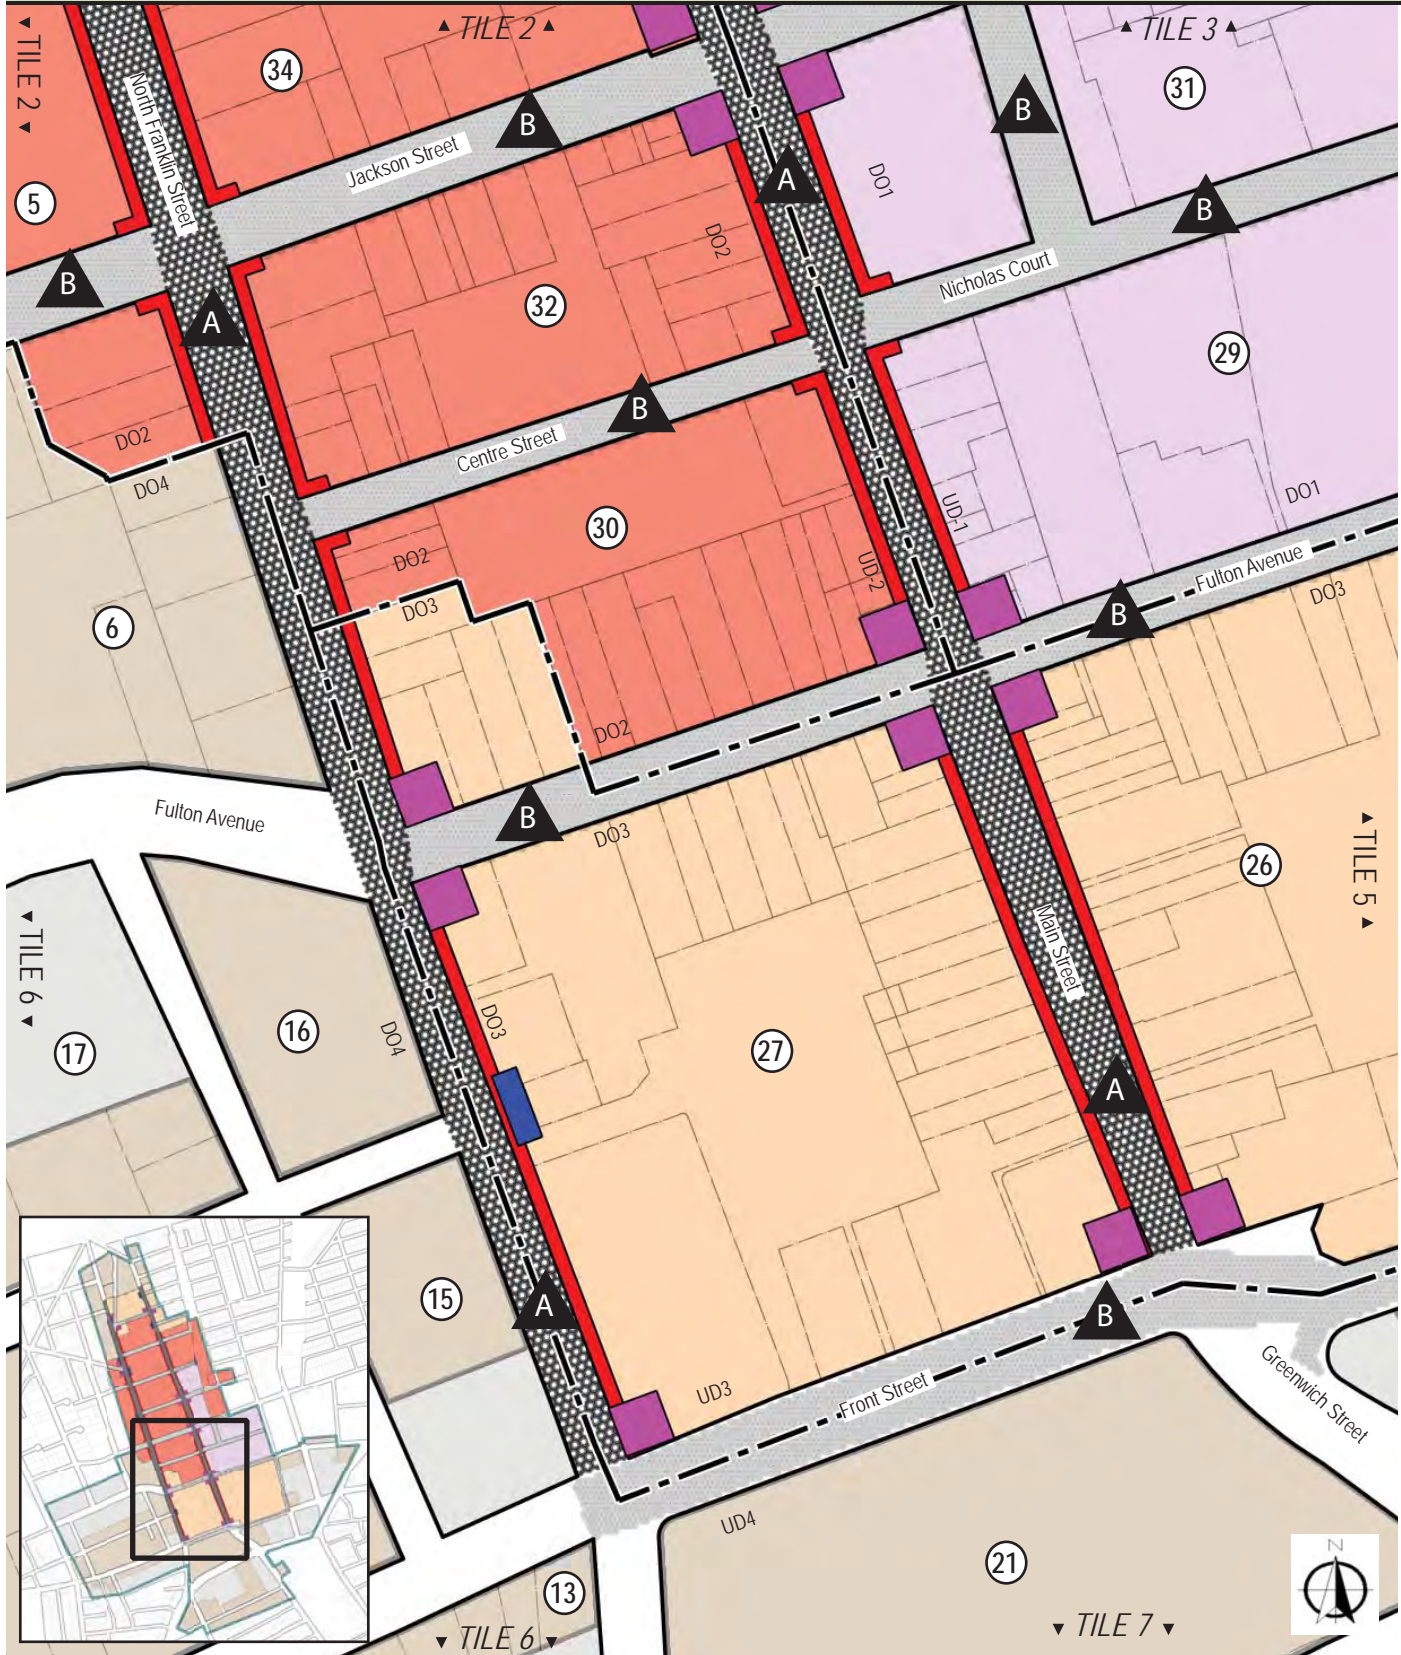 TILE 2
TILE 3
TILE 2
34
31
B
B
North Franklin Street
Jackson Street
A
DO1
5
B
DO2
B
Nicholas Court
A
32
29
B
DO2
Centre Street
DO4
DO1
UD-1
30
DO2
UD-2
Fulton Avenue
DO3
DO3
B
6
DO2
Fulton Avenue
B
DO3
TILE 5
26
Main Street
TILE 6
17
16
DO4
DO3
27
A
15
A
B
UD3
Front Street
Greenwich Street
UD4
21
N
13
TILE 6
TILE 7